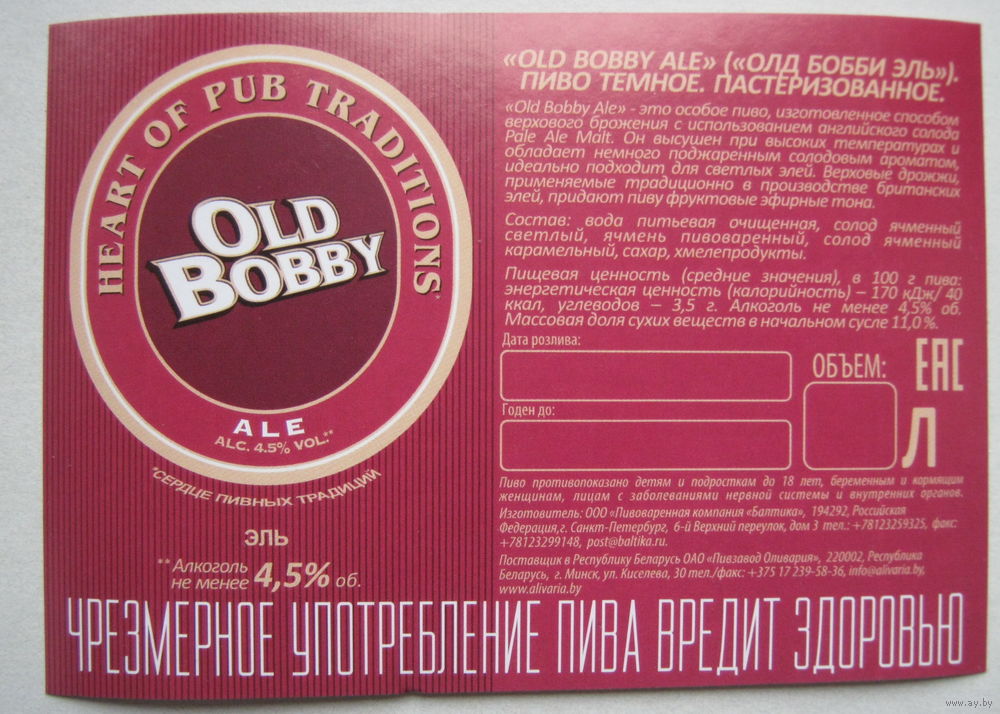 HEART OF PUB TRADITIONS*
OLD
BOBBY
ALE
ALC. 4.5% VOL.**
*СЕРДЦЕ ПИВНЫХ ТРАДИЦИЙ
ЭЛЬ
**Алкоголь
не менее 4,5% об.
«OLD BOBBY ALE» («ОЛД БОББИ ЭЛЬ»).
ПИВО ТЕМНОЕ. ПАСТЕРИЗОВАННОЕ.
«Old Bobby Ale» - это особое пиво, изготовленное способом
верхового брожения с использованием английского солода
Pale Ale Malt. Он высушен при высоких температурах и
обладает немного поджаренным солодовым ароматом,
идеально подходит для светлых элей. Верховые дрожжи,
применяемые традиционно в производстве британских
элей, придают пиву фруктовые эфирные тона.
Состав: вода питьевая очищенная, солод ячменный
светлый, ячмень пивоваренный, солод ячменный
карамельный, сахар, хмелепродукты.
Пищевая ценность (средние значения), в 100 г пива:
энергетическая ценность (калорийность) – 170 кДж/ 40
ккал, углеводов – 3,5 г. Алкоголь не менее 4,5% об.
Массовая доля сухих веществ в начальном сусле 11,0%.
Дата розлива:
Годен до:
ОБЪЕМ:
ЕАС
Л
Пиво противопоказано детям и подросткам до 18 лет, беременным и кормящим
женщинам, лицам с заболеваниями нервной системы и внутренних органов.
Изготовитель: ООО «Пивоваренная компания «Балтика», 194292, Российская
Федерация,г. Санкт-Петербург, 6-й Верхний переулок, дом 3 тел.: +78123259325, факс:
+78123299148, post@baltika.ru.
Поставщик в Республику Беларусь ОАО «Пивзавод Оливария», 220002, Республика
Беларусь, г. Минск, ул. Киселева, 30 тел./факс: +375 17 239-58-36, info@alivaria.by,
www.alivaria.by
ЧРЕЗМЕРНОЕ УПОТРЕБЛЕНИЕ ПИВА ВРЕДИТ ЗДОРОВЬЮ
www.ay.by